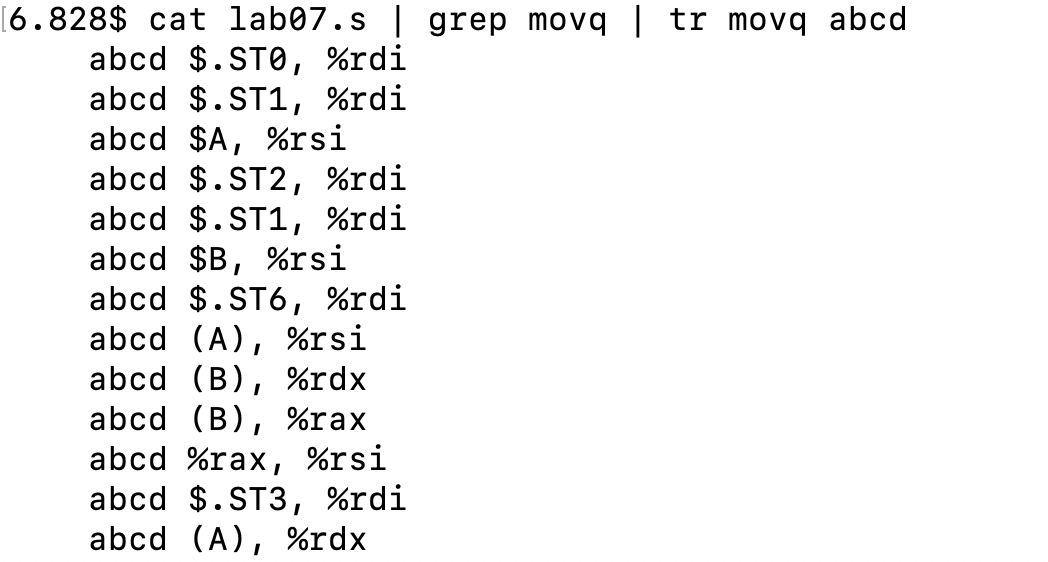 [6.828$ cat lab07.s | grep movq | tr movq abcd
abcd $.ST0, %rdi
abcd $.ST1, %rdi
abcd $A, %rsi
abcd $.ST2, %rdi
abcd $.ST1, %rdi
abcd $B, %rsi
abcd $.ST6, %rdi
abcd (A), %rsi
abcd (B), %rdx
abcd (B), %rax
abcd %rax, %rsi
abcd $.ST3, %rdi
abcd (A), %rdx